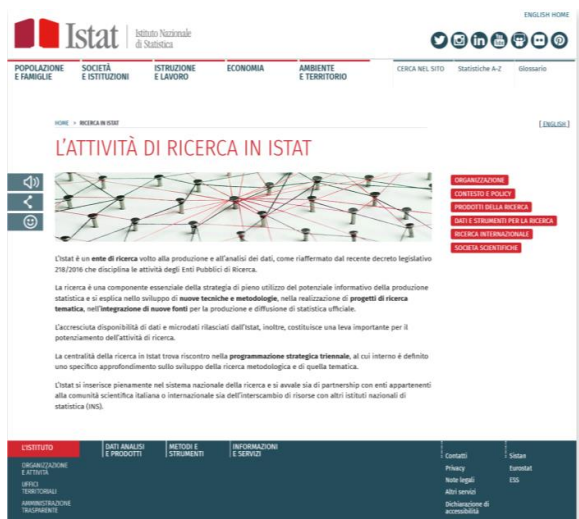 ENGLISH HOME
Istat
Istituto Nazionale
di Statistica
POPOLAZIONE
E FAMIGLIE
SOCIETÀ
E ISTITUZIONI
ISTRUZIONE
E LAVORO
ECONOMIA
AMBIENTE
E TERRITORIO
CERCA NEL SITO
Statistiche A-Z
Glossario
HOME > RICERCA IN ISTAT
[ ENGLISH ]
L'ATTIVITÀ DI RICERCA IN ISTAT
ORGANIZZAZIONE
CONTESTO E POLICY
PRODOTTI DELLA RICERCA
DATI E STRUMENTI PER LA RICERCA
RICERCA INTERNAZIONALE
SOCIETÀ SCIENTIFICHE
L'Istat è un ente di ricerca volto alla produzione e all'analisi dei dati, come riaffermato dal recente decreto legislativo
218/2016 che disciplina le attività degli Enti Pubblici di Ricerca.
La ricerca è una componente essenziale della strategia di pieno utilizzo del potenziale informativo della produzione
statistica e si esplica nello sviluppo di nuove tecniche e metodologie, nella realizzazione di progetti di ricerca
tematica, nell'integrazione di nuove fonti per la produzione e diffusione di statistica ufficiale.
L'accresciuta disponibilità di dati e microdati rilasciati dall'Istat, inoltre, costituisce una leva importante per il
potenziamento dell'attività di ricerca.
La centralità della ricerca in Istat trova riscontro nella programmazione strategica triennale, al cui interno è definito
uno specifico approfondimento sullo sviluppo della ricerca metodologica e di quella tematica.
L'Istat si inserisce pienamente nel sistema nazionale della ricerca e si avvale sia di partnership con enti appartenenti
alla comunità scientifica italiana o internazionale sia dell'interscambio di risorse con altri istituti nazionali di
statistica (INS).
L'ISTITUTO
DATI ANALISI
E PRODOTTI
METODI E
STRUMENTI
INFORMAZIONI
E SERVIZI
ORGANIZZAZIONE
E ATTIVITÀ
UFFICI
TERRITORIALI
AMMINISTRAZIONE
TRASPARENTE
Contatti
Privacy
Note legali
Altri servizi
Dichiarazione di
accessibilità
Sistan
Eurostat
ESS